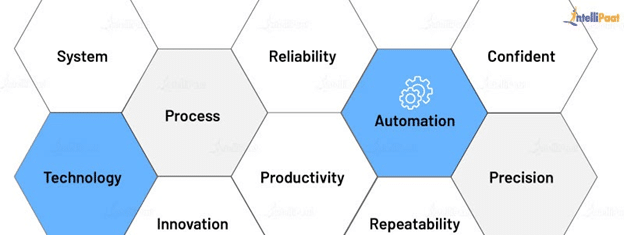 iNtelliPaat
System
Reliability
Confident
Process
Automation
Technology
Productivity
Precision
Innovation
Repeatability